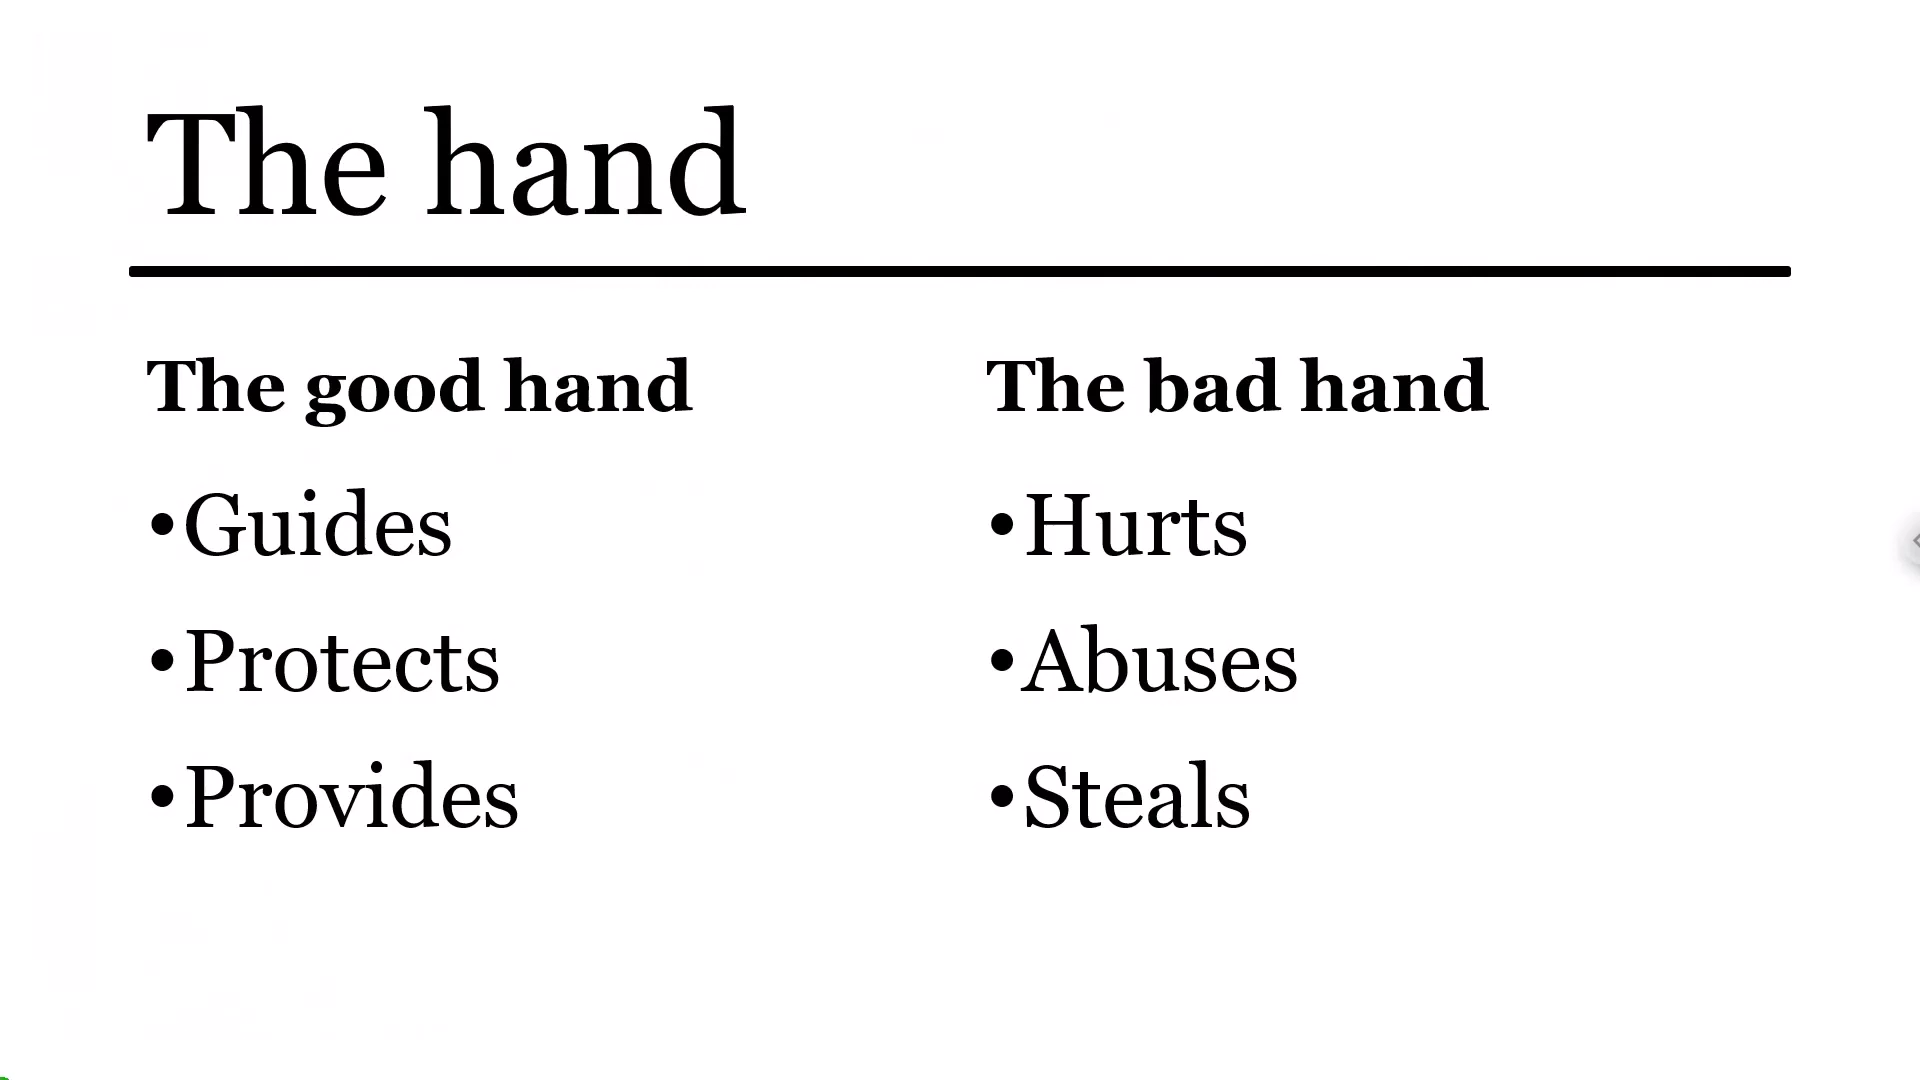 The hand
The good hand
•Guides
•Protects
•Provides
The bad hand
•Hurts
•Abuses
•Steals